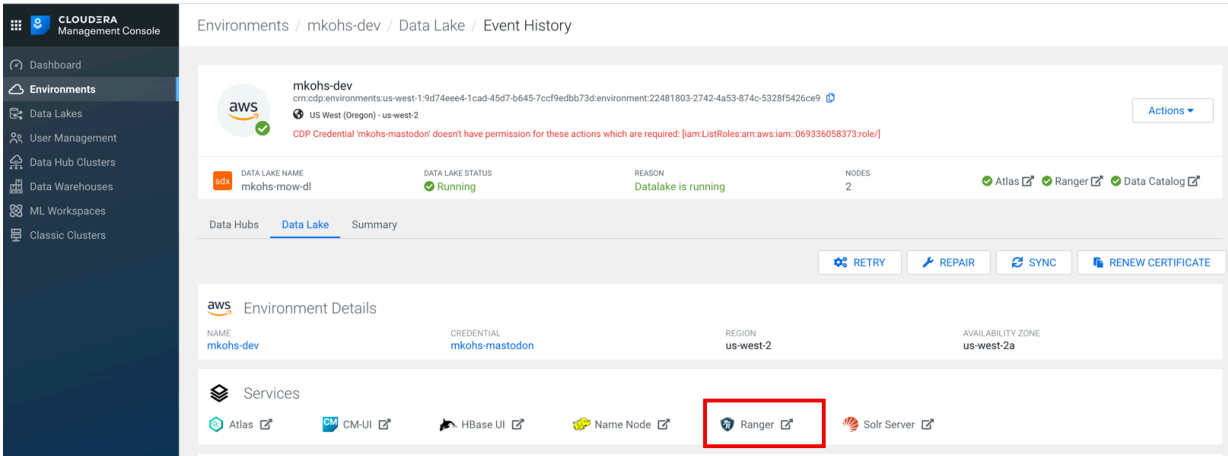 CLOUDERA
Management Console
Environments / mkohs-dev / Data Lake / Event History
Dashboard
Environments
Data Lakes
User Management
Data Hub Clusters
Data Warehouses
ML Workspaces
Classic Clusters
aws
mkohs-dev
crn:cdp:environments:us-west-1:9d74eee4-1cad-45d7-b645-7ccf9edbb73d:environment:22481803-2742-4a53-874c-5328f5426ce9
US West (Oregon) - us-west-2
CDP Credential 'mkohs-mastodon' doesn't have permission for these actions which are required: [iam:ListRoles:arn:aws:iam::069336058373:role/]
Actions
sdx
DATA LAKE NAME DATA LAKE STATUS REASON NODES
mkohs-mow-dl Running Datalake is running 2
Atlas Ranger Data Catalog
Data Hubs Data Lake Summary
RETRY REPAIR SYNC RENEW CERTIFICATE
aws Environment Details
NAME CREDENTIAL REGION AVAILABILITY ZONE
mkohs-dev mkohs-mastodon us-west-2 us-west-2a
Services
Atlas CM CM-UI HBase UI Name Node Ranger Solr Server